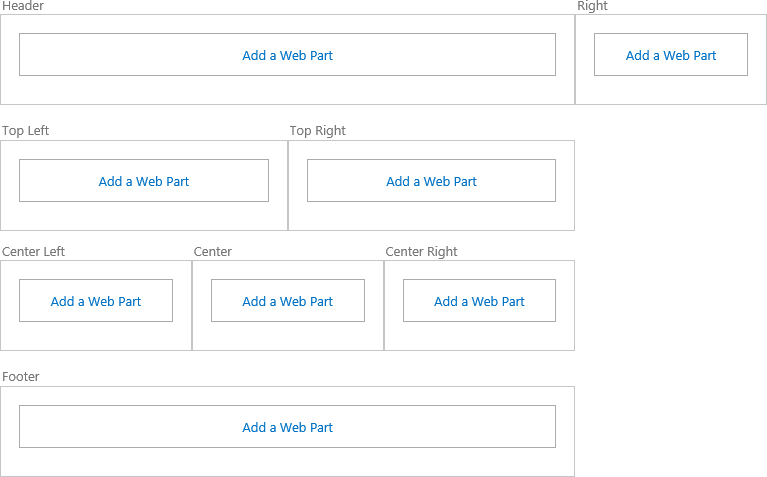 Header
Right
Add a Web Part
Add a Web Part
Top Left
Top Right
Add a Web Part
Add a Web Part
Center Left
Center
Center Right
Add a Web Part
Add a Web Part
Add a Web Part
Footer
Add a Web Part